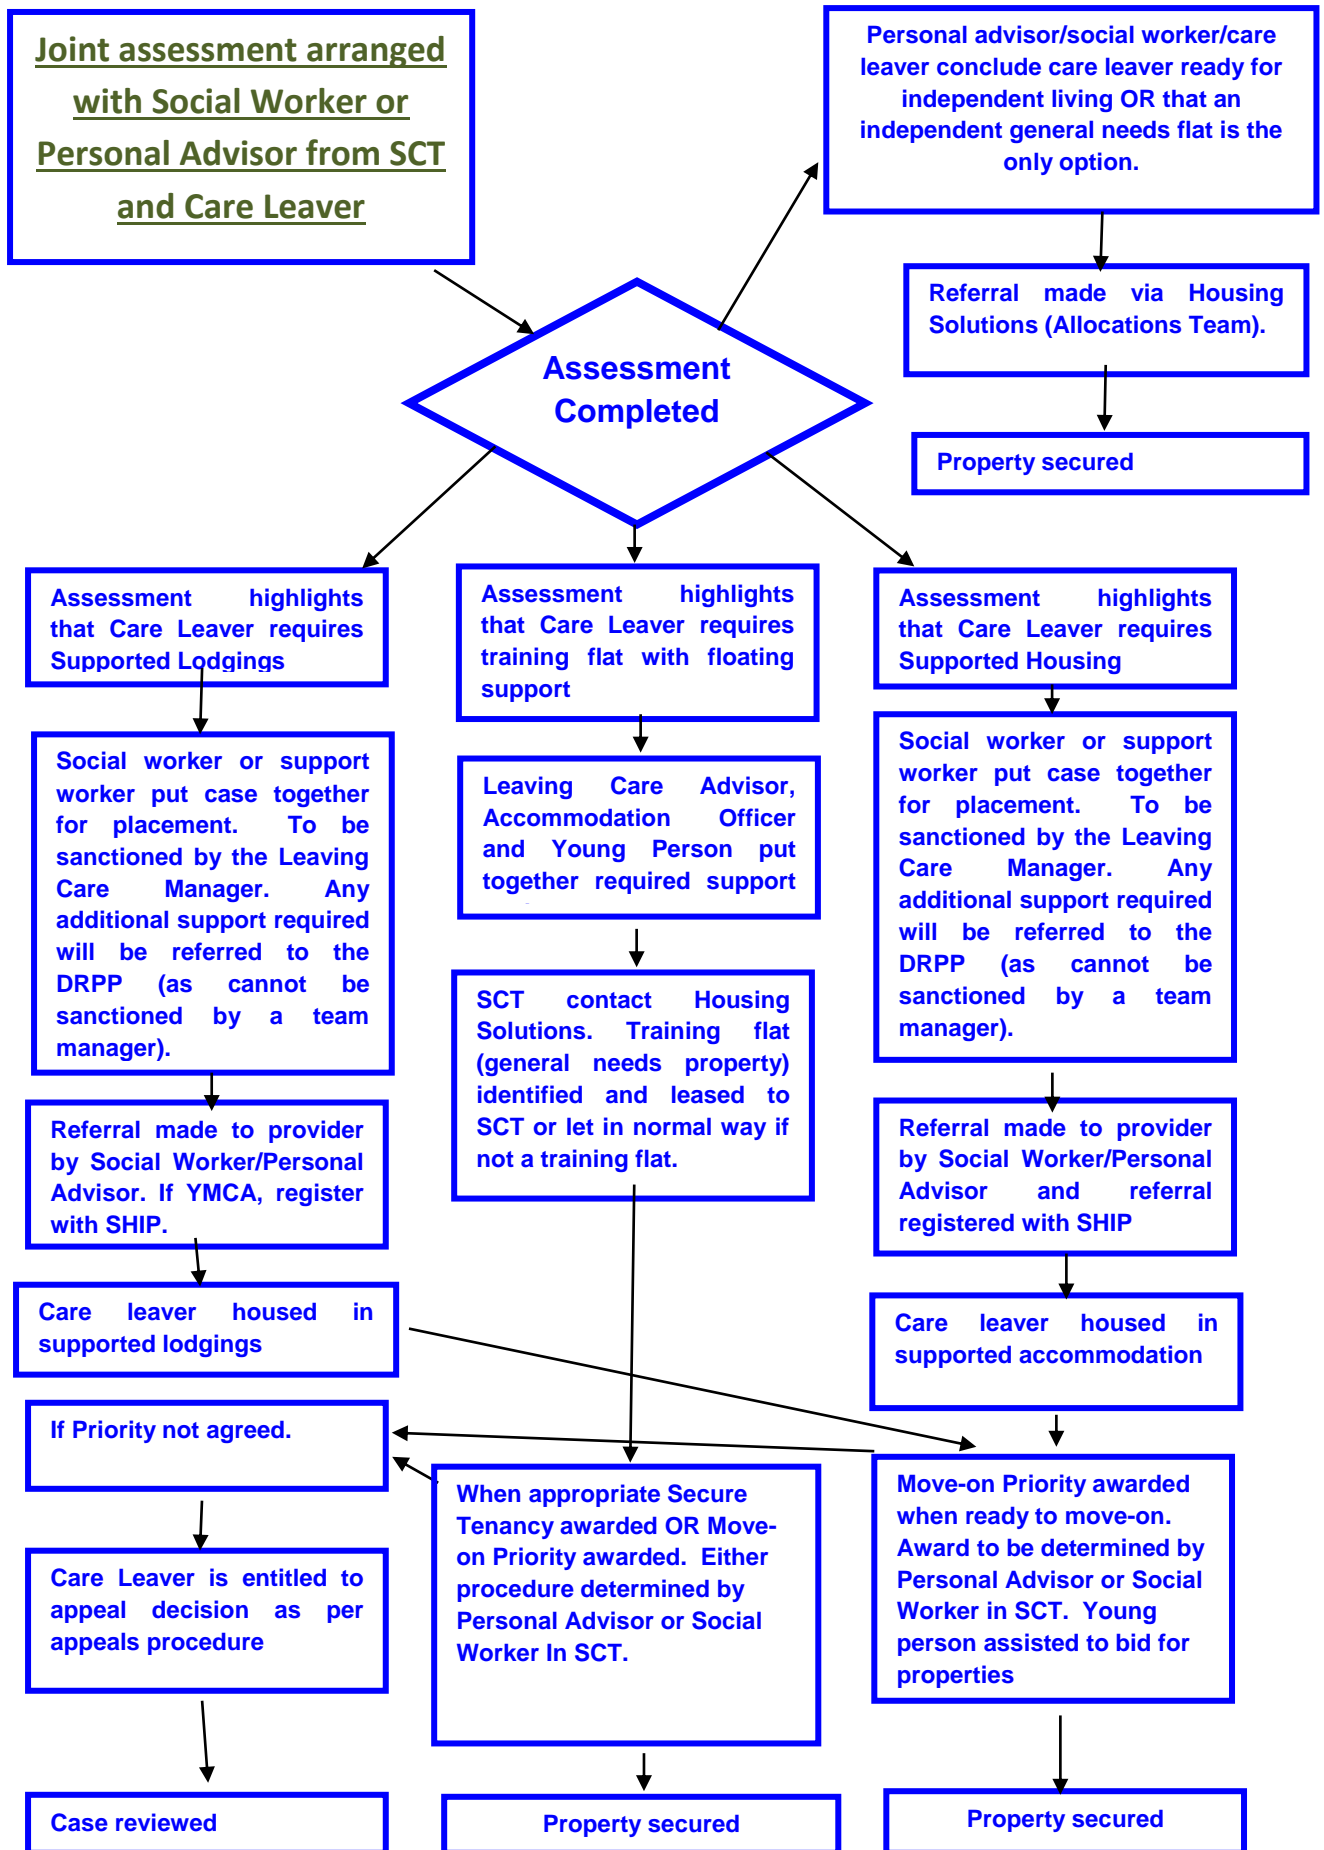 Joint assessment arranged
with Social Worker or
Personal Advisor from SCT
and Care Leaver
Personal advisor/social worker/care
leaver conclude care leaver ready for
independent living OR that an
independent general needs flat is the
only option.
Referral made via Housing
Solutions (Allocations Team).
Property secured
Assessment
Completed
Assessment highlights
that Care Leaver requires
Supported Lodgings
Social worker or support
worker put case together
for placement. To be
sanctioned by the Leaving
Care Manager. Any
additional support required
will be referred to the
DRPP (as cannot be
sanctioned by a team
manager).
Referral made to provider
by Social Worker/Personal
Advisor. If YMCA, register
with SHIP.
Care leaver housed in
supported lodgings
If Priority not agreed.
Care Leaver is entitled to
appeal decision as per
appeals procedure
Case reviewed
Assessment highlights
that Care Leaver requires
training flat with floating
support
Leaving Care Advisor,
Accommodation Officer
and Young Person put
together required support
SCT contact Housing
Solutions. Training flat
(general needs property)
identified and leased to
SCT or let in normal way if
not a training flat.
When appropriate Secure
Tenancy awarded OR Move-
on Priority awarded. Either
procedure determined by
Personal Advisor or Social
Worker In SCT.
Property secured
Assessment highlights
that Care Leaver requires
Supported Housing
Social worker or support
worker put case together
for placement. To be
sanctioned by the Leaving
Care Manager. Any
additional support required
will be referred to the
DRPP (as cannot be
sanctioned by a team
manager).
Referral made to provider
by Social Worker/Personal
Advisor and referral
registered with SHIP
Care leaver housed in
supported accommodation
Move-on Priority awarded
when ready to move-on.
Award to be determined by
Personal Advisor or Social
Worker in SCT. Young
person assisted to bid for
properties
Property secured